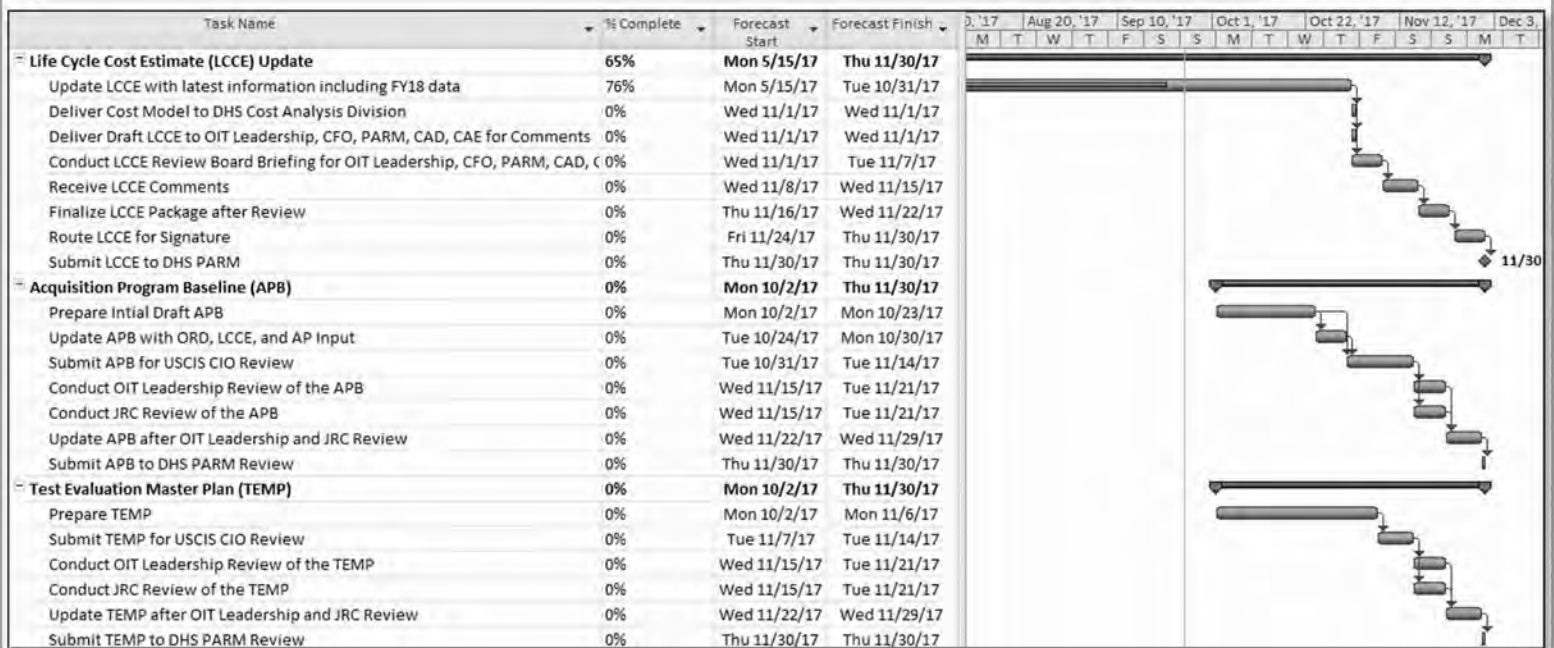 Task Name % Complete Forecast Start Forecast Finish 0, '17 Aug 20, '17 Sep 10, '17 Oct 1, '17 Oct 22, '17 Nov 12, '17 Dec 3,
M T W T F S S M T W T F S S M T
Life Cycle Cost Estimate (LCCE) Update 65% Mon 5/15/17 Thu 11/30/17
Update LCCE with latest information including FY18 data 76% Mon 5/15/17 Tue 10/31/17
Deliver Cost Model to DHS Cost Analysis Division 0% Wed 11/1/17 Wed 11/1/17
Deliver Draft LCCE to OIT Leadership, CFO, PARM, CAD, CAE for Comments 0% Wed 11/1/17 Wed 11/1/17
Conduct LCCE Review Board Briefing for OIT Leadership, CFO, PARM, CAD, C 0% Wed 11/1/17 Tue 11/7/17
Receive LCCE Comments 0% Wed 11/8/17 Wed 11/15/17
Finalize LCCE Package after Review 0% Thu 11/16/17 Wed 11/22/17
Route LCCE for Signature 0% Fri 11/24/17 Thu 11/30/17
Submit LCCE to DHS PARM 0% Thu 11/30/17 Thu 11/30/17 11/30
Acquisition Program Baseline (APB) 0% Mon 10/2/17 Thu 11/30/17
Prepare Intial Draft APB 0% Mon 10/2/17 Mon 10/23/17
Update APB with ORD, LCCE, and AP Input 0% Tue 10/24/17 Mon 10/30/17
Submit APB for USCIS CIO Review 0% Tue 10/31/17 Tue 11/14/17
Conduct OIT Leadership Review of the APB 0% Wed 11/15/17 Tue 11/21/17
Conduct JRC Review of the APB 0% Wed 11/15/17 Tue 11/21/17
Update APB after OIT Leadership and JRC Review 0% Wed 11/22/17 Wed 11/29/17
Submit APB to DHS PARM Review 0% Thu 11/30/17 Thu 11/30/17
Test Evaluation Master Plan (TEMP) 0% Mon 10/2/17 Thu 11/30/17
Prepare TEMP 0% Mon 10/2/17 Mon 11/6/17
Submit TEMP for USCIS CIO Review 0% Tue 11/7/17 Tue 11/14/17
Conduct OIT Leadership Review of the TEMP 0% Wed 11/15/17 Tue 11/21/17
Conduct JRC Review of the TEMP 0% Wed 11/15/17 Tue 11/21/17
Update TEMP after OIT Leadership and JRC Review 0% Wed 11/22/17 Wed 11/29/17
Submit TEMP to DHS PARM Review 0% Thu 11/30/17 Thu 11/30/17